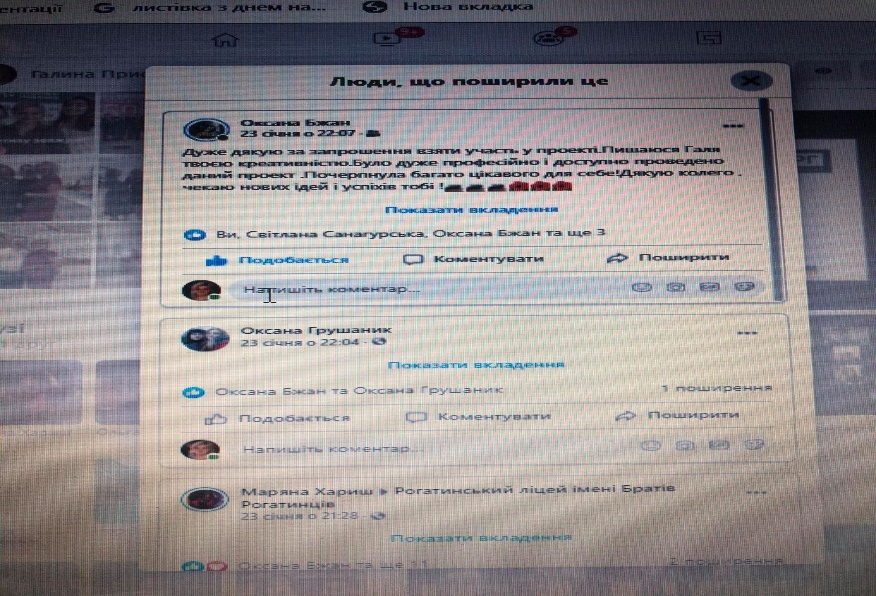 ентації
листівка з днем на...
Нова вкладка
9+
Галина При
Люди, що поширили це
Оксана Бжан
23 січня о 22:07 ·
Дуже дякую за запрошення взяти участь у проекті.Пишаюся Галя
твоєю креативністю.Було дуже професійно і доступно проведено
даний проект .Почерпнула багато цікавого для себе!Дякую колего .
чекаю нових ідей і успіхів тобі !
Показати вкладення
Ви, Світлана Санагурська, Оксана Бжан та ще 3
Подобається Коментувати Поширити
Напишіть коментар...
Оксана Грушаник
23 січня о 22:04 ·
Показати вкладення
Оксана Бжан та Оксана Грушаник 1 поширення
Подобається Коментувати Поширити
Напишіть коментар...
Маряна Хариш ▸ Рогатинський ліцей імені Братів
Рогатинців
23 січня о 21:28 ·
Показати вкладення
Оксана Бжан та ще 11 2 поширення